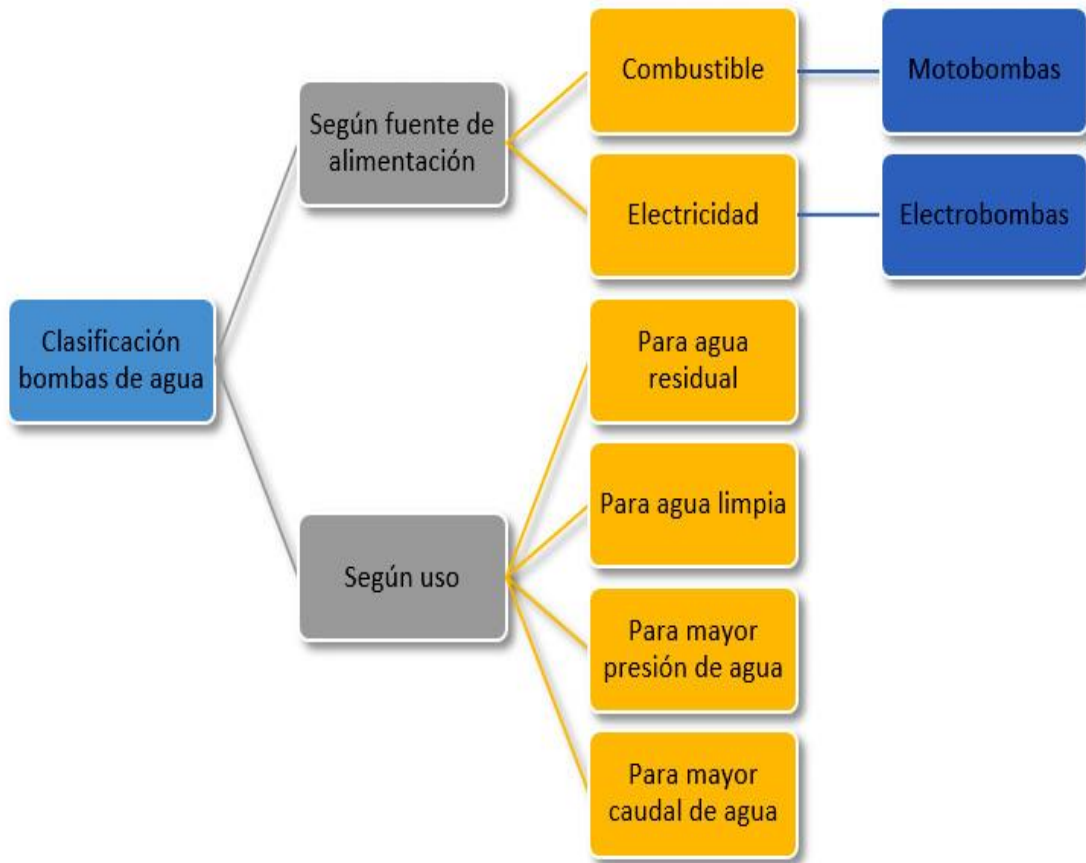 Clasificación
bombas de agua
Según fuente de
alimentación
Combustible
Motobombas
Electricidad
Electrobombas
Según uso
Para agua
residual
Para agua limpia
Para mayor
presión de agua
Para mayor
caudal de agua